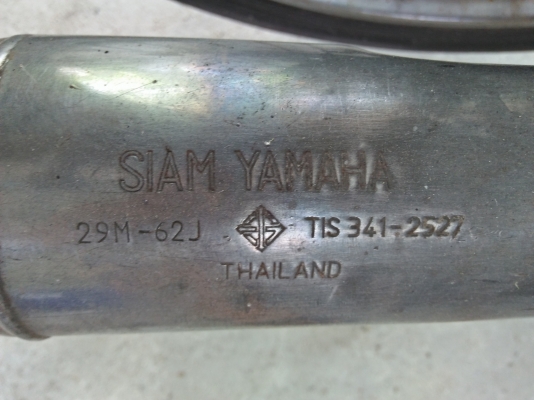 SIAM YAMAHA
29M-62J TIS 341-2527
THAILAND